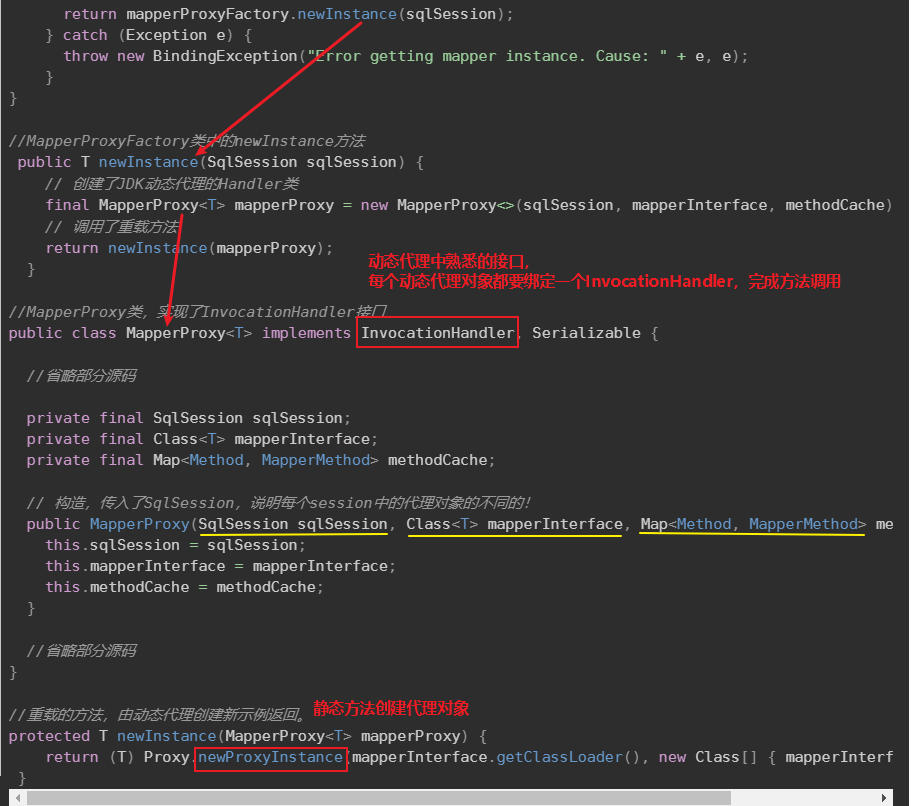 return mapperProxyFactory.newInstance(sqlSession);
} catch (Exception e) {
throw new BindingException("Error getting mapper instance. Cause: " + e, e);
}
}
//MapperProxyFactory类中的newInstance方法
public T newInstance(SqlSession sqlSession) {
// 创建了JDK动态代理的Handler类
final MapperProxy<T> mapperProxy = new MapperProxy<>(sqlSession, mapperInterface, methodCache)
// 调用了重载方法
return newInstance(mapperProxy);
}
动态代理中熟悉的接口,
每个动态代理对象都要绑定一个InvocationHandler,完成方法调用
//MapperProxy类,实现了InvocationHandler接口
public class MapperProxy<T> implements InvocationHandler, Serializable {
//省略部分源码
private final SqlSession sqlSession;
private final Class<T> mapperInterface;
private final Map<Method, MapperMethod> methodCache;
// 构造,传入了SqlSession,说明每个session中的代理对象的不同的!
public MapperProxy(SqlSession sqlSession, Class<T> mapperInterface, Map<Method, MapperMethod> me
this.sqlSession = sqlSession;
this.mapperInterface = mapperInterface;
this.methodCache = methodCache;
}
//省略部分源码
}
//重载的方法,由动态代理创建新示例返回。 静态方法创建代理对象
protected T newInstance(MapperProxy<T> mapperProxy) {
return (T) Proxy.newProxyInstance(mapperInterface.getClassLoader(), new Class[] { mapperInterf
}